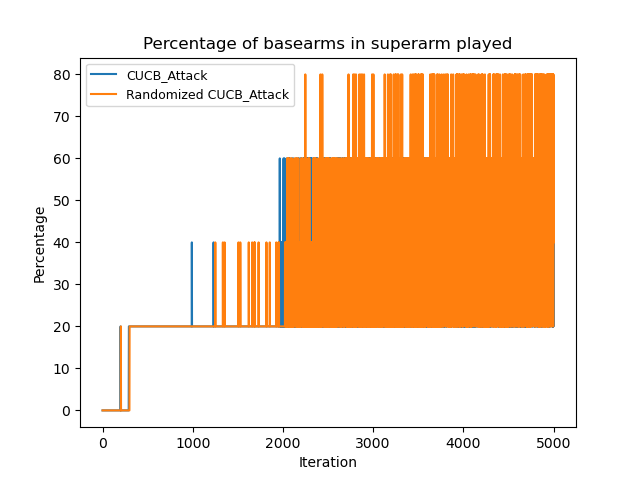 Percentage of basearms in superarm played
CUCB_Attack
Randomized CUCB_Attack
80
70
60
50
40
30
20
10
0
Percentage
0 1000 2000 3000 4000 5000
Iteration